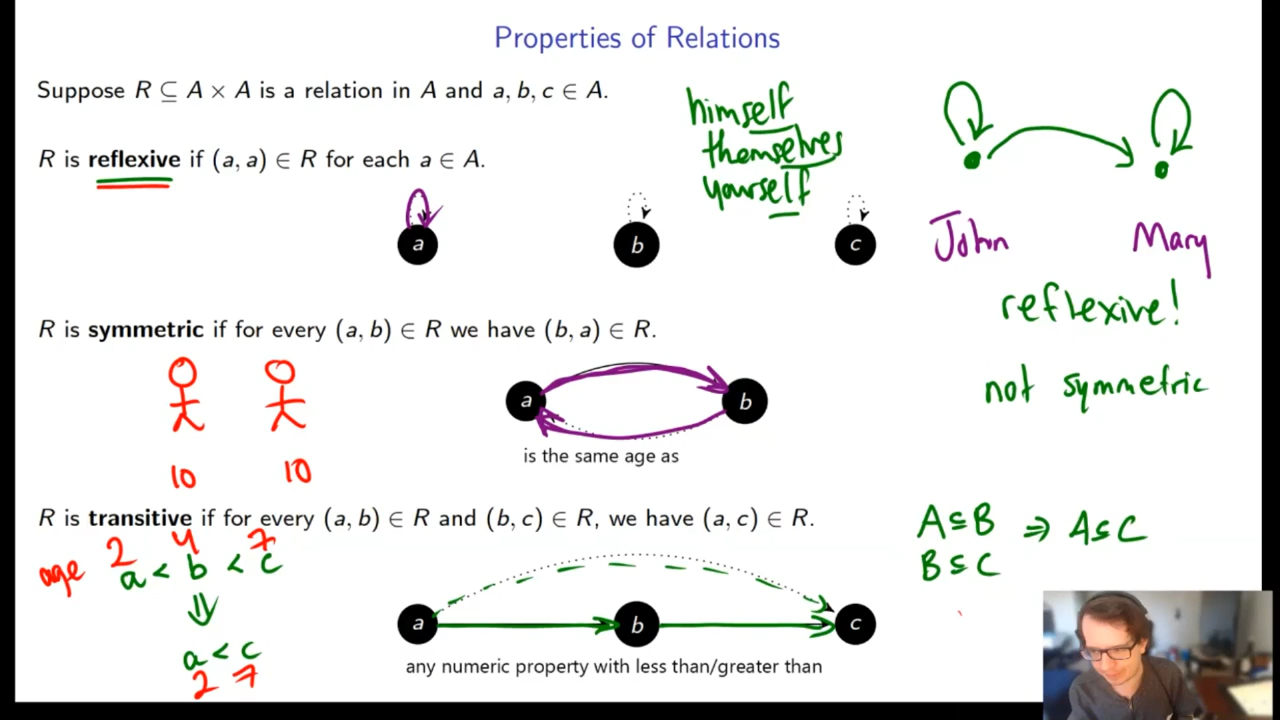 Properties of Relations
Suppose R ⊆ A × A is a relation in A and a, b, c ∈ A.
R is reflexive if (a, a) ∈ R for each a ∈ A.
himself
themselves
yourself
a b c
John Mary
reflexive!
not symmetric
R is symmetric if for every (a, b) ∈ R we have (b, a) ∈ R.
10 10
a b
is the same age as
R is transitive if for every (a, b) ∈ R and (b, c) ∈ R, we have (a, c) ∈ R.
2 4 7
age a < b < c
⇓
a < c
2 7
a b c
any numeric property with less than/greater than
A ⊆ B ⇒ A ⊆ C
B ⊆ C